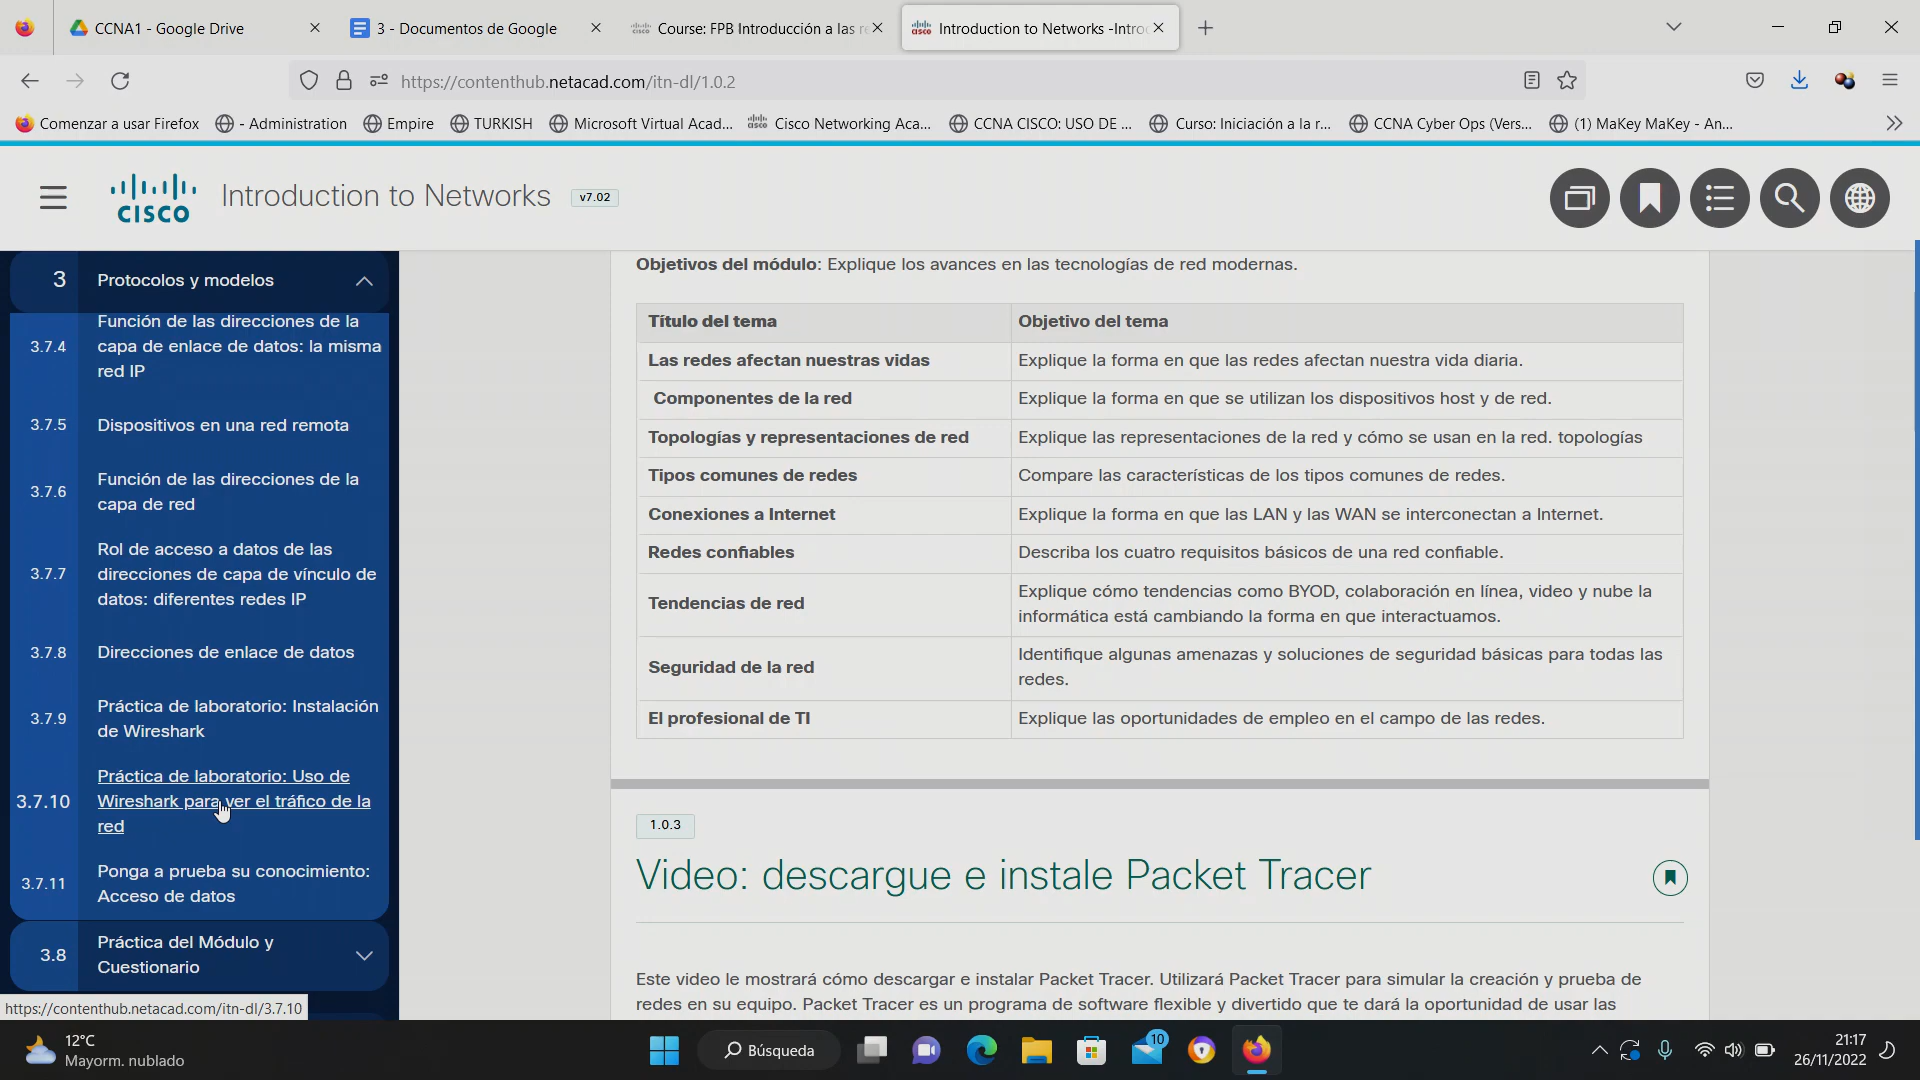 CCNA1 - Google Drive
3 - Documentos de Google
Course: FPB Introducción a las re
Introduction to Networks -Intro
https://contenthub.netacad.com/itn-dl/1.0.2
Comenzar a usar Firefox
- Administration
Empire
TURKISH
Microsoft Virtual Acad...
Cisco Networking Aca...
CCNA CISCO: USO DE ...
Curso: Iniciación a la r...
CCNA Cyber Ops (Vers...
(1) MaKey MaKey - An...
CISCO
Introduction to Networks
v7.02
3 Protocolos y modelos
3.7.4 Función de las direcciones de la
capa de enlace de datos: la misma
red IP
3.7.5 Dispositivos en una red remota
3.7.6 Función de las direcciones de la
capa de red
3.7.7 Rol de acceso a datos de las
direcciones de capa de vínculo de
datos: diferentes redes IP
3.7.8 Direcciones de enlace de datos
3.7.9 Práctica de laboratorio: Instalación
de Wireshark
3.7.10 Práctica de laboratorio: Uso de
Wireshark para ver el tráfico de la
red
3.7.11 Ponga a prueba su conocimiento:
Acceso de datos
3.8 Práctica del Módulo y
Cuestionario
https://contenthub.netacad.com/itn-dl/3.7.10
Objetivos del módulo: Explique los avances en las tecnologías de red modernas.
Título del tema Objetivo del tema
Las redes afectan nuestras vidas Explique la forma en que las redes afectan nuestra vida diaria.
Componentes de la red Explique la forma en que se utilizan los dispositivos host y de red.
Topologías y representaciones de red Explique las representaciones de la red y cómo se usan en la red. topologías
Tipos comunes de redes Compare las características de los tipos comunes de redes.
Conexiones a Internet Explique la forma en que las LAN y las WAN se interconectan a Internet.
Redes confiables Describa los cuatro requisitos básicos de una red confiable.
Tendencias de red Explique cómo tendencias como BYOD, colaboración en línea, video y nube la
informática está cambiando la forma en que interactuamos.
Seguridad de la red Identifique algunas amenazas y soluciones de seguridad básicas para todas las
redes.
El profesional de TI Explique las oportunidades de empleo en el campo de las redes.
1.0.3
Video: descargue e instale Packet Tracer
Este video le mostrará cómo descargar e instalar Packet Tracer. Utilizará Packet Tracer para simular la creación y prueba de
redes en su equipo. Packet Tracer es un programa de software flexible y divertido que te dará la oportunidad de usar las
12°C
Mayorm. nublado
Búsqueda
10
21:17
26/11/2022